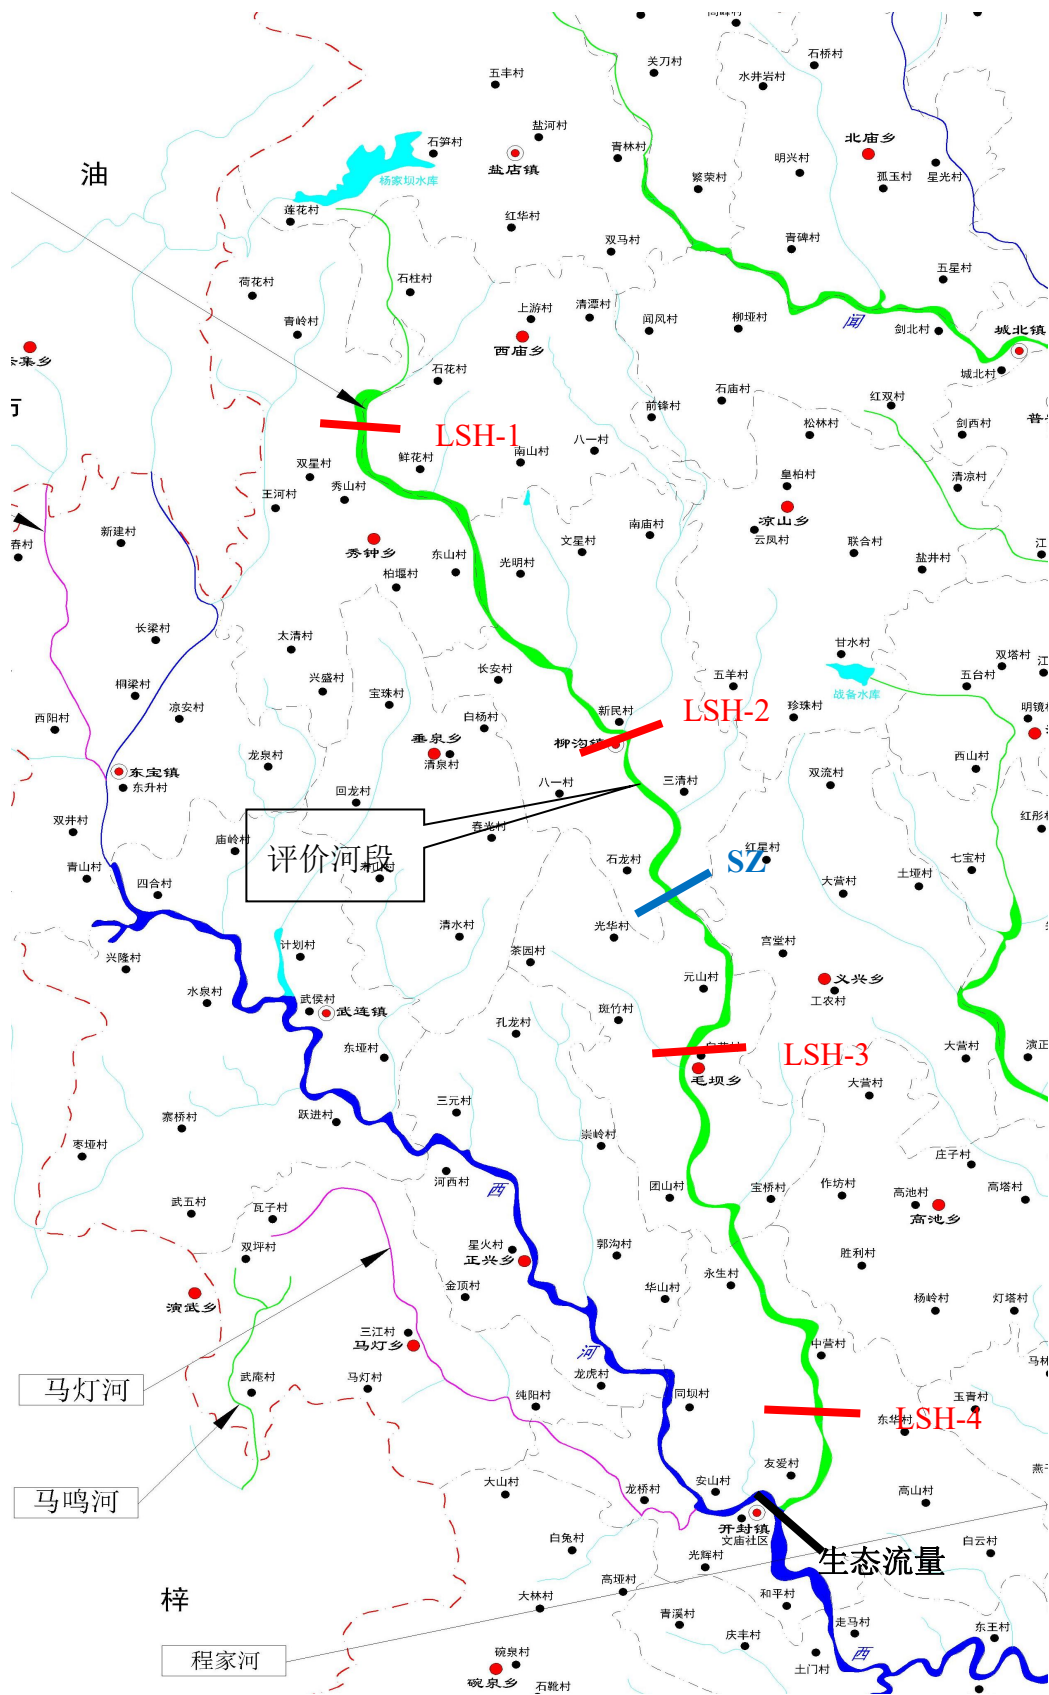 关刀村
石桥村
水井岩村
五丰村
盐河村
石笋村
青林村
盐店镇
明兴村
北庙乡
星光村
孤玉村
繁荣村
油
杨家坝水库
莲花村
红华村
双马村
青碑村
五星村
荷花村
石柱村
青岭村
上游村
清潭村
闻风村
柳垭村
闻
剑北村
城北镇
西庙乡
城北村
石花村
石庙村
前锋村
红双村
松林村
剑西村
LSH-1
八一村
南山村
鲜花村
双星村
王河村
秀山村
皇柏村
清凉村
凉山乡
云凤村
联合村
盐井村
南庙村
文星村
光明村
东山村
秀钟乡
柏堰村
新建村
长梁村
太清村
兴盛村
宝珠村
长安村
五羊村
甘水村
战备水库
双塔村
五台村
桐梁村
凉安村
西阳村
白杨村
新民村
LSH-2
珍珠村
柳沟镇
垂泉乡
清泉村
龙泉村
东宝镇
东升村
回龙村
八一村
三清村
双流村
西山村
双井村
庙岭村
评价河段
石龙村
SZ
红星村
七宝村
土垭村
大营村
青山村
四合村
光华村
清水村
计划村
茶园村
宫堂村
兴隆村
元山村
义兴乡
工农村
水泉村
武侯村
武连镇
斑竹村
孔龙村
东垭村
LSH-3
毛坝乡
大营村
大营村
三元村
跃进村
寨桥村
枣垭村
崇岭村
庄子村
河西村
西
团山村
宝桥村
作坊村
高池村
高池乡
高塔村
武五村
瓦子村
双坪村
星火村
正兴乡
郭沟村
胜利村
永生村
金顶村
华山村
杨岭村
灯塔村
演武乡
三江村
马灯乡
河
中营村
马灯河
武庵村
马灯村
龙虎村
纯阳村
同坝村
玉青村
东华村
LSH-4
马鸣河
大山村
龙桥村
安山村
友爱村
高山村
开封镇
文庙社区
白兔村
光辉村
生态流量
白云村
梓
大林村
高垭村
和平村
青溪村
庆丰村
走马村
东王村
程家河
碗泉村
碗泉乡
石靴村
土门村
西